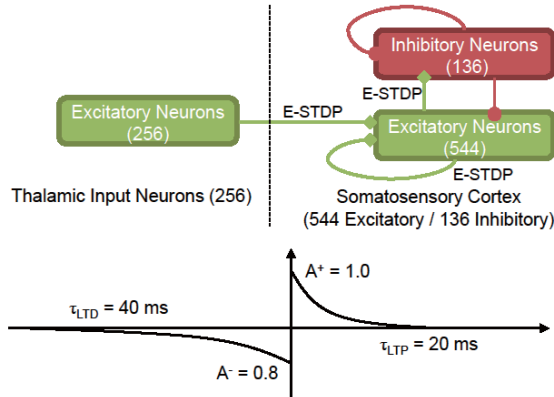 Inhibitory Neurons
(136)
E-STDP
E-STDP
Excitatory Neurons
(256)
Excitatory Neurons
(544)
E-STDP
Thalamic Input Neurons (256)
Somatosensory Cortex
(544 Excitatory / 136 Inhibitory)
A⁺ = 1.0
τLTD = 40 ms
τLTP = 20 ms
A⁻ = 0.8